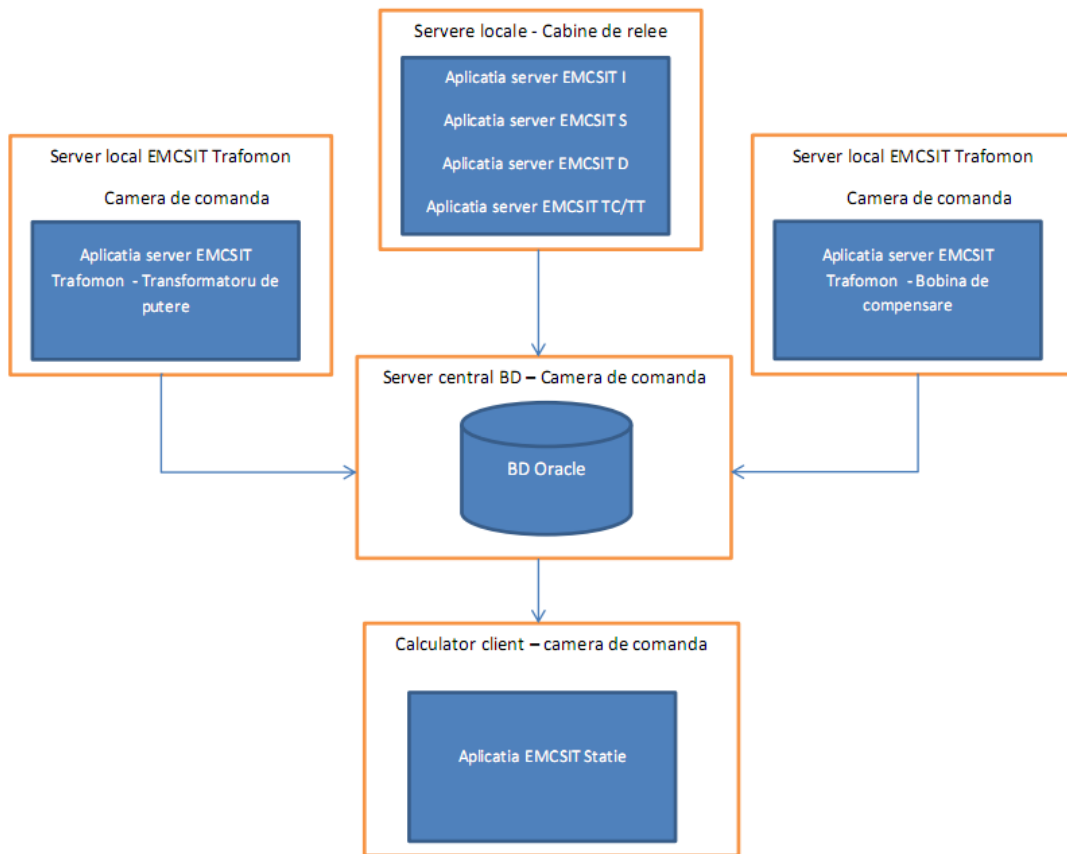 Servere locale - Cabine de relee
Aplicatia server EMCSIT I
Aplicatia server EMCSIT S
Aplicatia server EMCSIT D
Aplicatia server EMCSIT TC/TT
Server local EMCSIT Trafomon
Camera de comanda
Aplicatia server EMCSIT
Trafomon - Transformatoru de
putere
Server local EMCSIT Trafomon
Camera de comanda
Aplicatia server EMCSIT
Trafomon - Bobina de
compensare
Server central BD – Camera de comanda
BD Oracle
Calculator client – camera de comanda
Aplicatia EMCSIT Statie